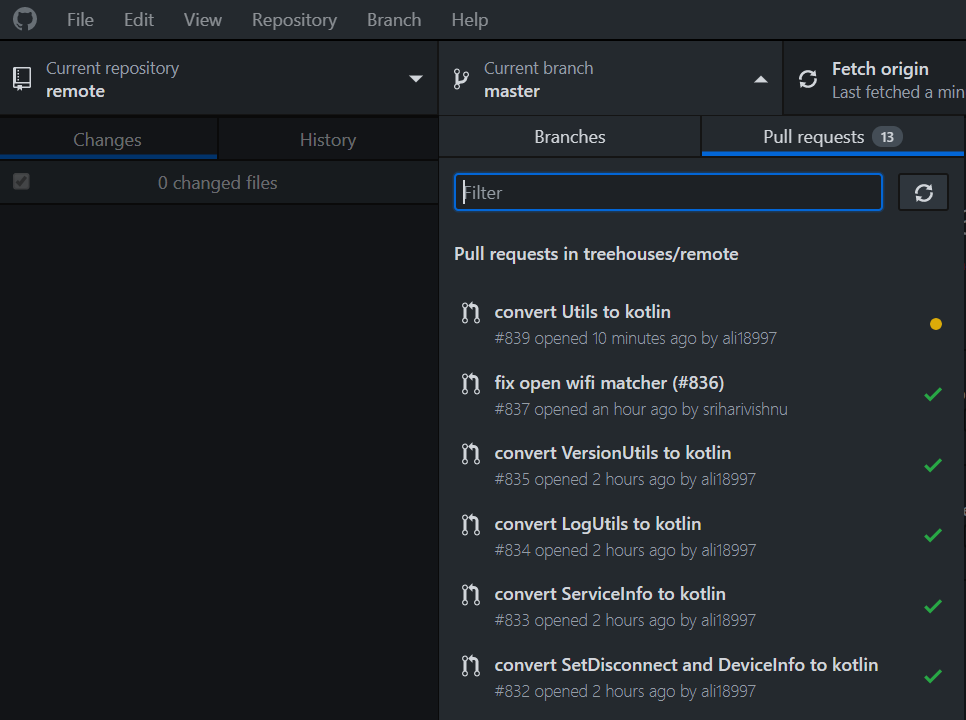 File Edit View Repository Branch Help
Current repository
remote
Current branch
master
Fetch origin
Last fetched a min
Changes
History
Branches
Pull requests 13
0 changed files
Filter
Pull requests in treehouses/remote
convert Utils to kotlin
#839 opened 10 minutes ago by ali18997
fix open wifi matcher (#836)
#837 opened an hour ago by sriharivishnu
convert VersionUtils to kotlin
#835 opened 2 hours ago by ali18997
convert LogUtils to kotlin
#834 opened 2 hours ago by ali18997
convert ServiceInfo to kotlin
#833 opened 2 hours ago by ali18997
convert SetDisconnect and DeviceInfo to kotlin
#832 opened 2 hours ago by ali18997